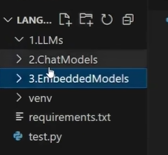 LANG...
1.LLMs
2.ChatModels
3.EmbeddedModels
venv
requirements.txt
test.py